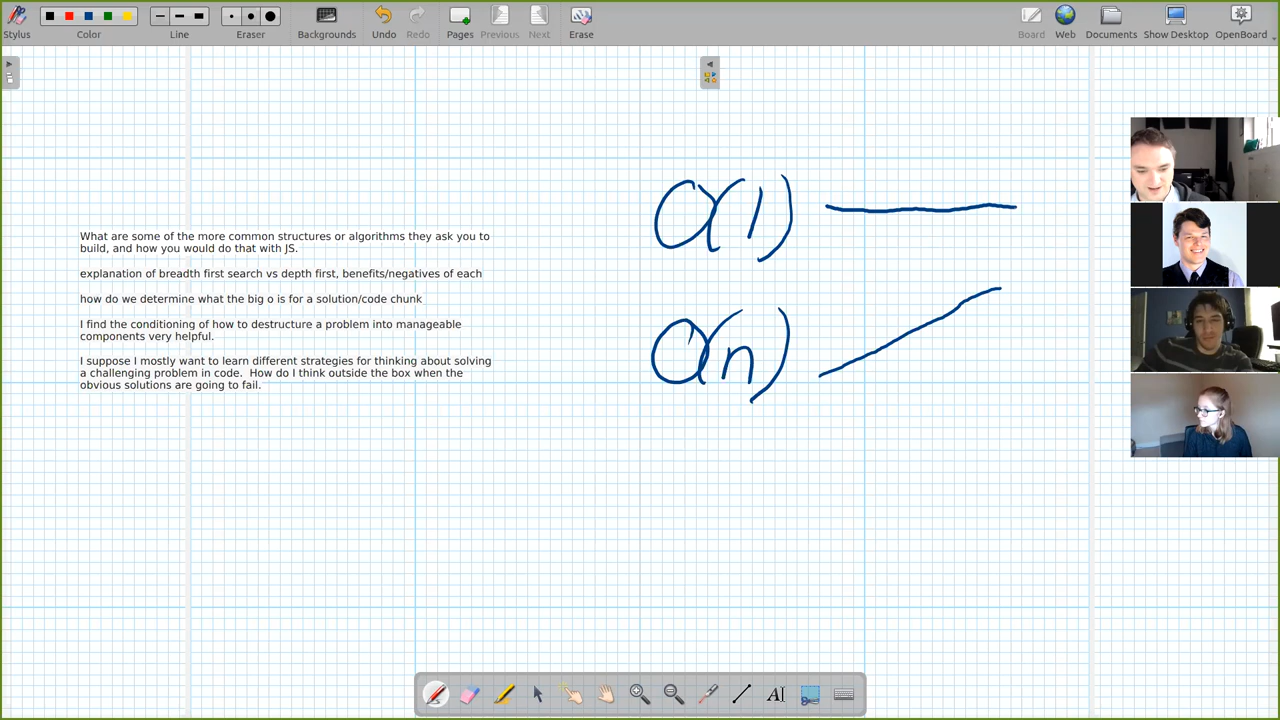 Stylus
Color
Line
Eraser
Backgrounds
Undo
Redo
Pages
Previous
Next
Erase
Board
Web
Documents
Show Desktop
OpenBoard
What are some of the more common structures or algorithms they ask you to
build, and how you would do that with JS.
explanation of breadth first search vs depth first, benefits/negatives of each
how do we determine what the big o is for a solution/code chunk
I find the conditioning of how to destructure a problem into manageable
components very helpful.
I suppose I mostly want to learn different strategies for thinking about solving
a challenging problem in code. How do I think outside the box when the
obvious solutions are going to fail.
O(1)
O(n)
AI